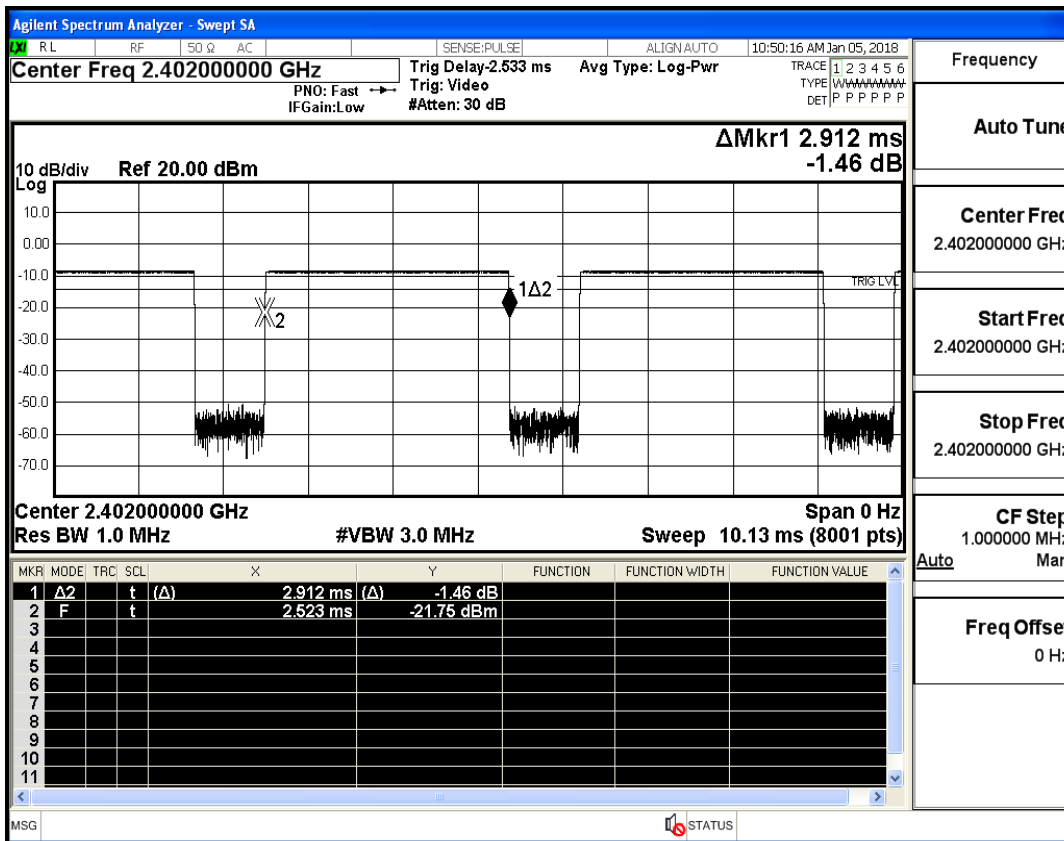 Agilent Spectrum Analyzer - Swept SA
LXI RL RF 50 Ω AC SENSE:PULSE ALIGN AUTO 10:50:16 AM Jan 05, 2018
Center Freq 2.402000000 GHz Trig Delay-2.533 ms Avg Type: Log-Pwr TRACE 1 2 3 4 5 6
PNO: Fast Trig: Video TYPE WWWWWW
IFGain:Low #Atten: 30 dB DET P P P P P P
ΔMkr1 2.912 ms
-1.46 dB
10 dB/div Ref 20.00 dBm
Log
10.0
0.00
-10.0
TRIG LVL
1Δ2
-20.0
2
-30.0
-40.0
-50.0
-60.0
-70.0
Center 2.402000000 GHz Span 0 Hz
Res BW 1.0 MHz #VBW 3.0 MHz Sweep 10.13 ms (8001 pts)
MKR MODE TRC SCL X Y FUNCTION FUNCTION WIDTH FUNCTION VALUE
1 Δ2 t (Δ) 2.912 ms (Δ) -1.46 dB
2 F t 2.523 ms -21.75 dBm
3
4
5
6
7
8
9
10
11
MSG STATUS
Frequency
Auto Tune
Center Freq
2.402000000 GHz
Start Freq
2.402000000 GHz
Stop Freq
2.402000000 GHz
CF Step
1.000000 MHz
Auto Man
Freq Offset
0 Hz